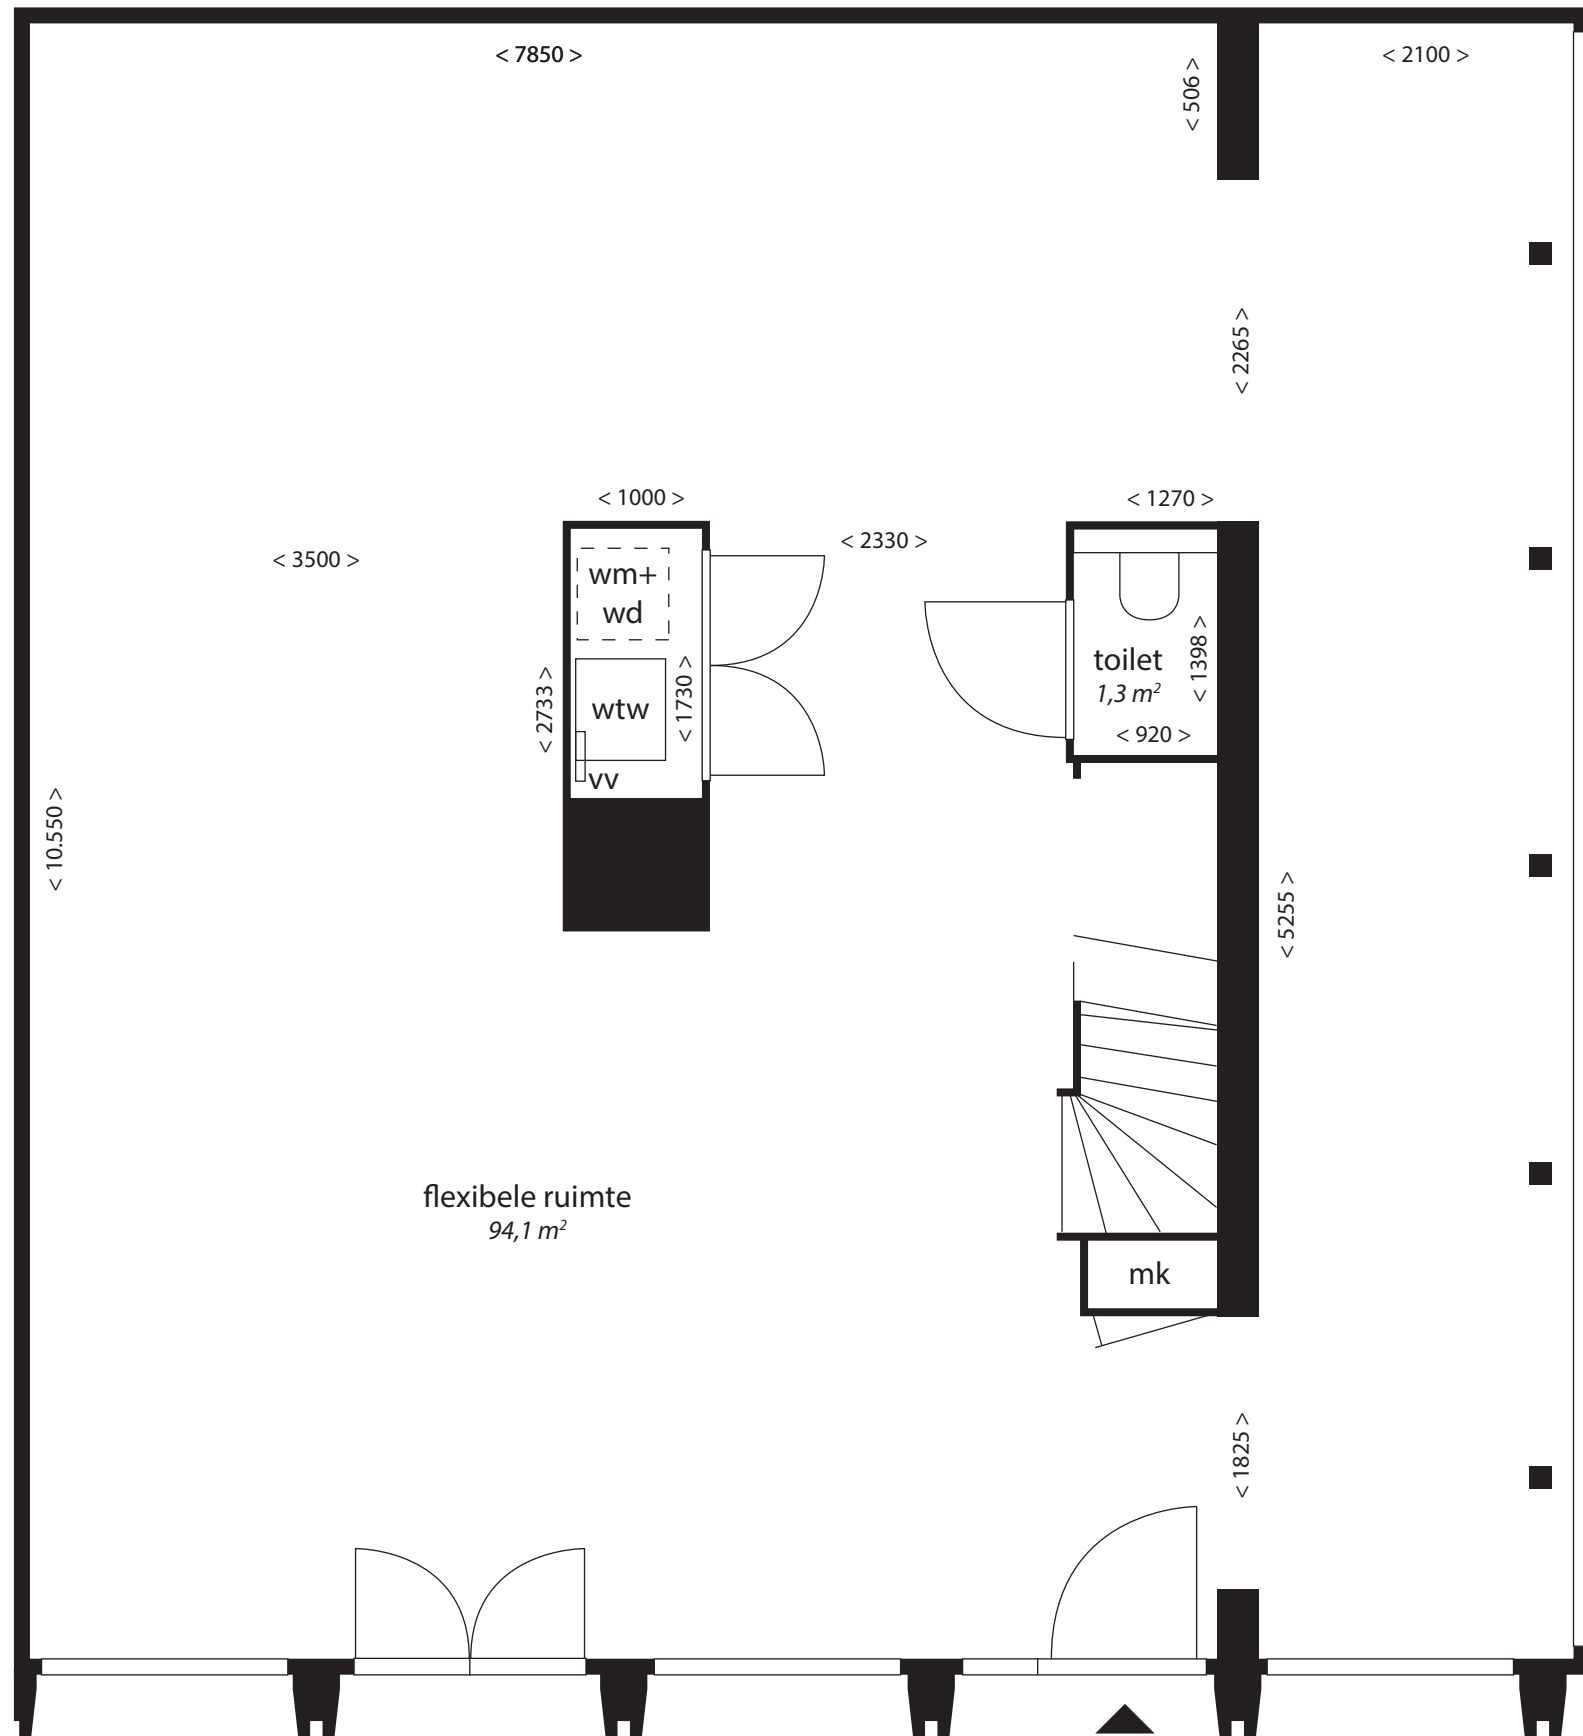 < 7850 >
< 2100 >
< 506 >
< 2265 >
< 1000 >
< 1270 >
< 2330 >
< 3500 >
wm+
wd
< 1398 >
toilet
1,3 m²
< 920 >
< 2733 >
wtw
< 1730 >
vv
< 10.550 >
< 5255 >
flexibele ruimte
94,1 m²
mk
< 1825 >